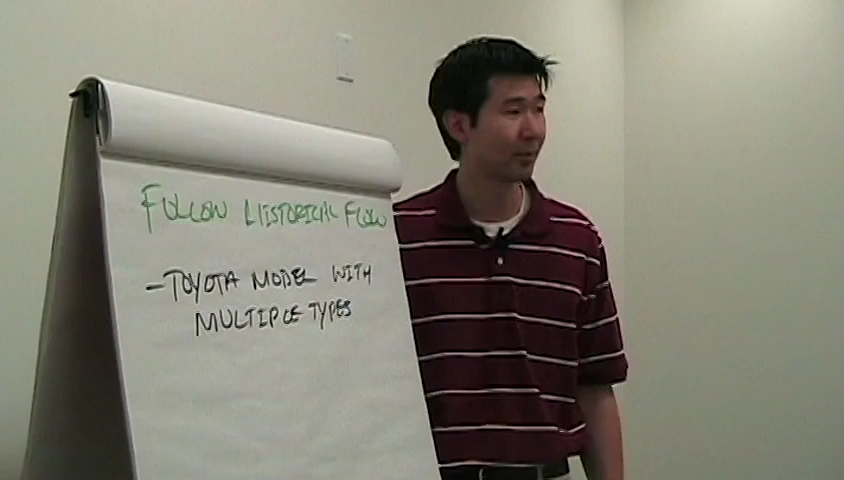 FOLLOW HISTORICAL FLOW
- TOYOTA MODEL WITH
MULTIPLE TYPES